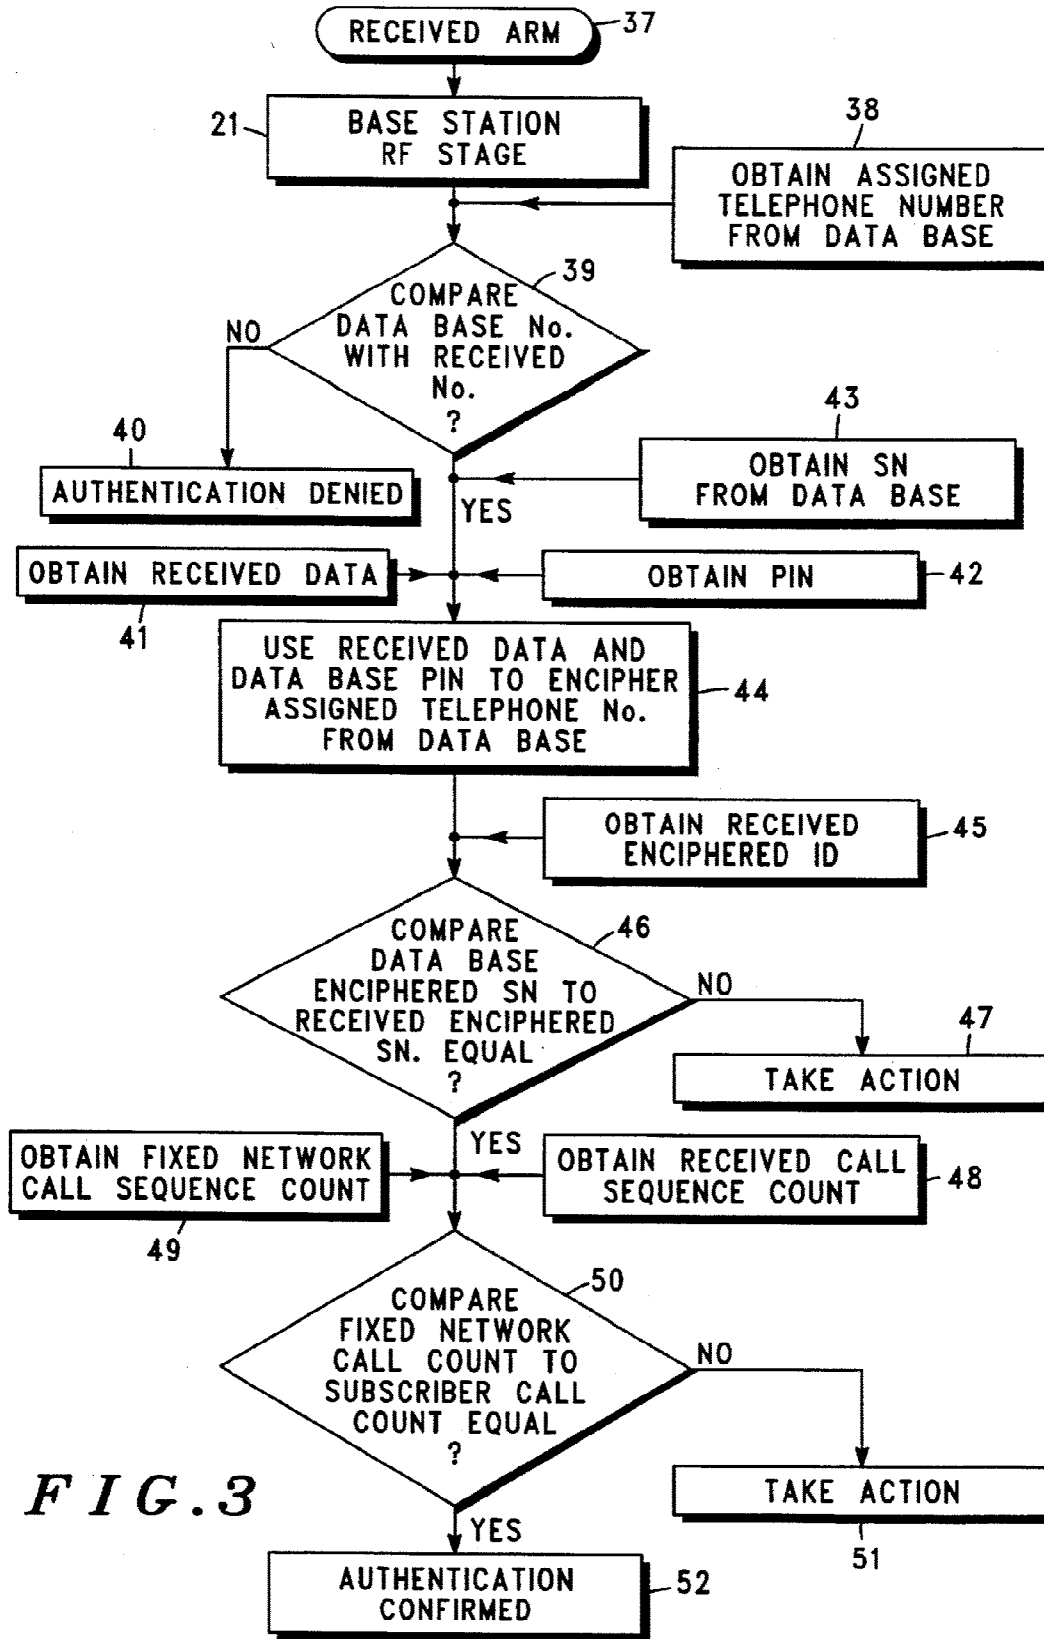 RECEIVED ARM
37
BASE STATION
RF STAGE
21
38
OBTAIN ASSIGNED
TELEPHONE NUMBER
FROM DATA BASE
39
COMPARE
DATA BASE No.
WITH RECEIVED
No.
?
NO
40
AUTHENTICATION DENIED
43
OBTAIN SN
FROM DATA BASE
YES
OBTAIN RECEIVED DATA
41
OBTAIN PIN
42
USE RECEIVED DATA AND
DATA BASE PIN TO ENCIPHER
ASSIGNED TELEPHONE No.
FROM DATA BASE
44
OBTAIN RECEIVED
ENCIPHERED ID
45
COMPARE
DATA BASE
ENCIPHERED SN TO
RECEIVED ENCIPHERED
SN. EQUAL
?
46
NO
47
TAKE ACTION
YES
OBTAIN FIXED NETWORK
CALL SEQUENCE COUNT
49
OBTAIN RECEIVED CALL
SEQUENCE COUNT
48
50
COMPARE
FIXED NETWORK
CALL COUNT TO
SUBSCRIBER CALL
COUNT EQUAL
?
NO
TAKE ACTION
51
YES
AUTHENTICATION
CONFIRMED
52
FIG.3